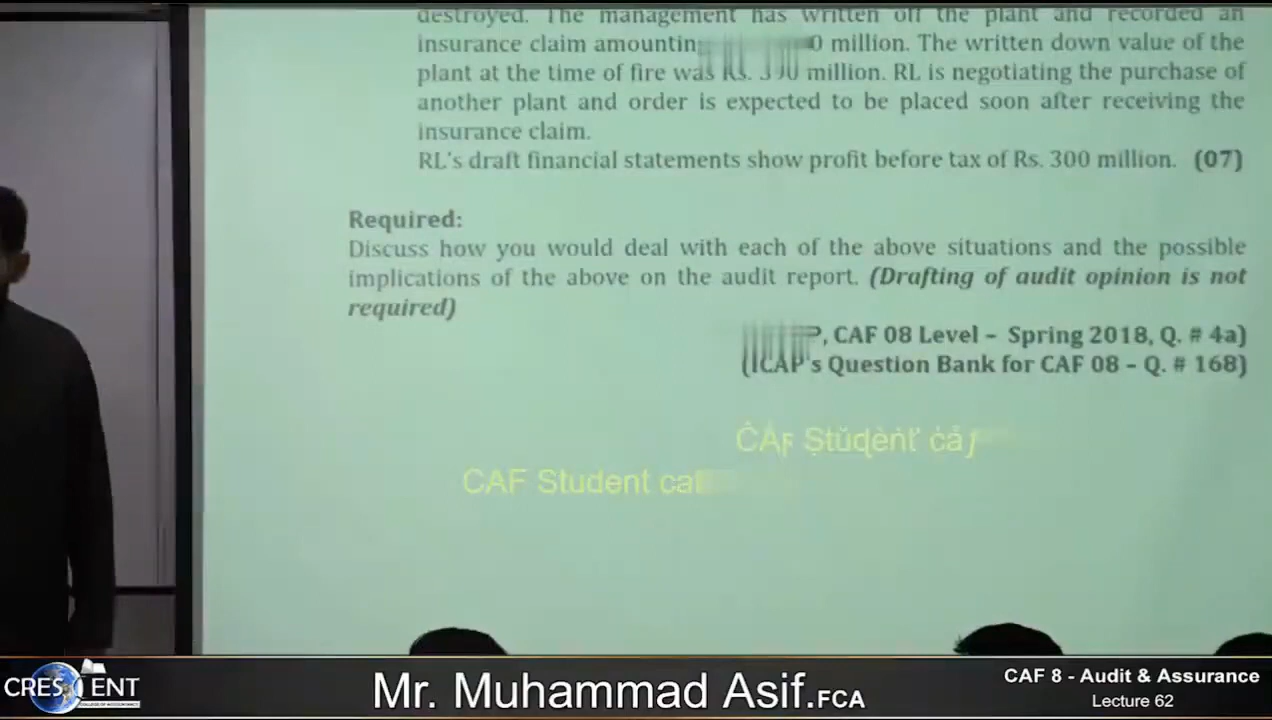 destroyed. The management has written off the plant and recorded an
insurance claim 0 million. The written down value of the
plant at the time of fire was Rs. million. RL is negotiating the purchase of
another plant and order is expected to be placed soon after receiving the
insurance claim.
RL's draft financial statements show profit before tax of Rs. 300 million. (07)
Required:
Discuss how you would deal with each of the above situations and the possible
implications of the above on the audit report. (Drafting of audit opinion is not
required)
, CAF 08 Level – Spring 2018, Q. # 4a)
(ICAP's Question Bank for CAF 08 – Q. # 168)
CAF Student
CAF Student
CRESCENT
COLLEGE OF ACCOUNTANCY
Mr. Muhammad Asif.FCA
CAF 8 - Audit & Assurance
Lecture 62